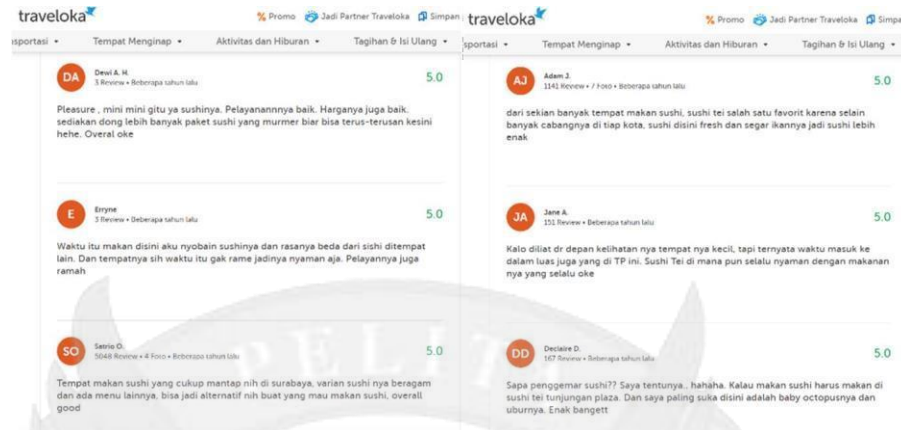 traveloka
Promo Jadi Partner Traveloka Simpan
sportasi Tempat Menginap Aktivitas dan Hiburan Tagihan & Isi Ulang
DA
Dewi A. H.
3 Review • Beberapa tahun lalu
5.0
Pleasure , mini mini gitu ya sushinya. Pelayanannnya baik. Harganya juga baik.
sediakan dong lebih banyak paket sushi yang murmer biar bisa terus-terusan kesini
hehe. Overal oke
E
Erryne
3 Review • Beberapa tahun lalu
5.0
Waktu itu makan disini aku nyobain sushinya dan rasanya beda dari sishi ditempat
lain. Dan tempatnya sih waktu itu gak rame jadinya nyaman aja. Pelayannya juga
ramah
SO
Satrio O.
5048 Review • 4 Foto • Beberapa tahun lalu
5.0
Tempat makan sushi yang cukup mantap nih di surabaya, varian sushi nya beragam
dan ada menu lainnya, bisa jadi alternatif nih buat yang mau makan sushi, overall
good
traveloka
Promo Jadi Partner Traveloka Simpa
sportasi Tempat Menginap Aktivitas dan Hiburan Tagihan & Isi Ulang
AJ
Adam J.
1141 Review • 7 Foto • Beberapa tahun lalu
5.0
dari sekian banyak tempat makan sushi, sushi tei salah satu favorit karena selain
banyak cabangnya di tiap kota, sushi disini fresh dan segar ikannya jadi sushi lebih
enak
JA
Jane A.
151 Review • Beberapa tahun lalu
5.0
Kalo diliat dr depan kelihatan nya tempat nya kecil, tapi ternyata waktu masuk ke
dalam luas juga yang di TP ini. Sushi Tei di mana pun selalu nyaman dengan makanan
nya yang selalu oke
DD
Declaire D.
167 Review • Beberapa tahun lalu
5.0
Sapa penggemar sushi?? Saya tentunya., hahaha. Kalau makan sushi harus makan di
sushi tei tunjungan plaza. Dan saya paling suka disini adalah baby octopusnya dan
uburnya. Enak bangett
PELITA